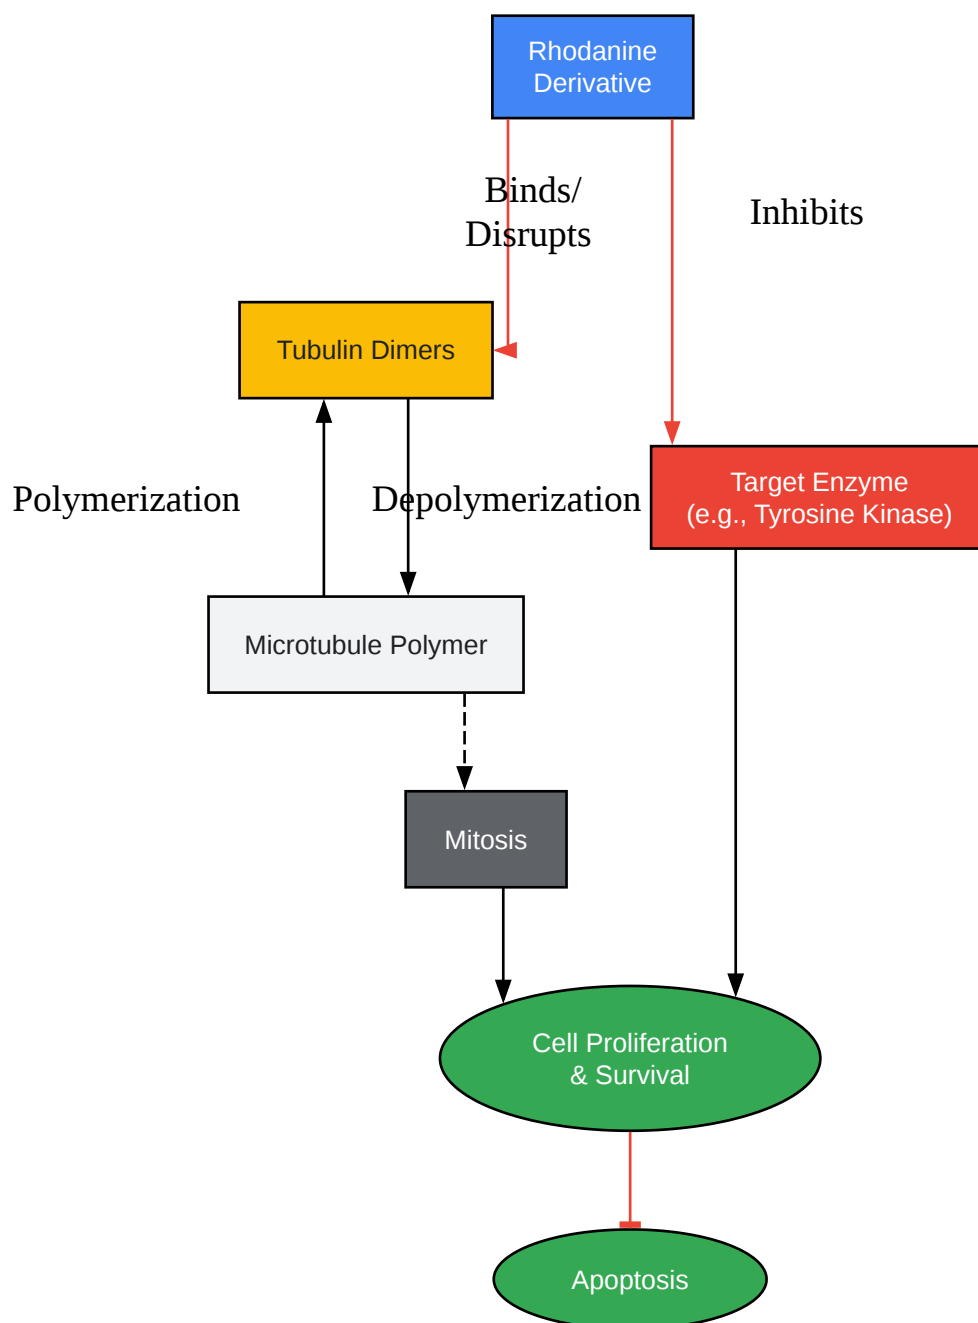 Rhodanine
Derivative
Binds/
Disrupts
Inhibits
Tubulin Dimers
Polymerization
Depolymerization
Target Enzyme
(e.g., Tyrosine Kinase)
Microtubule Polymer
Mitosis
Cell Proliferation
& Survival
Apoptosis